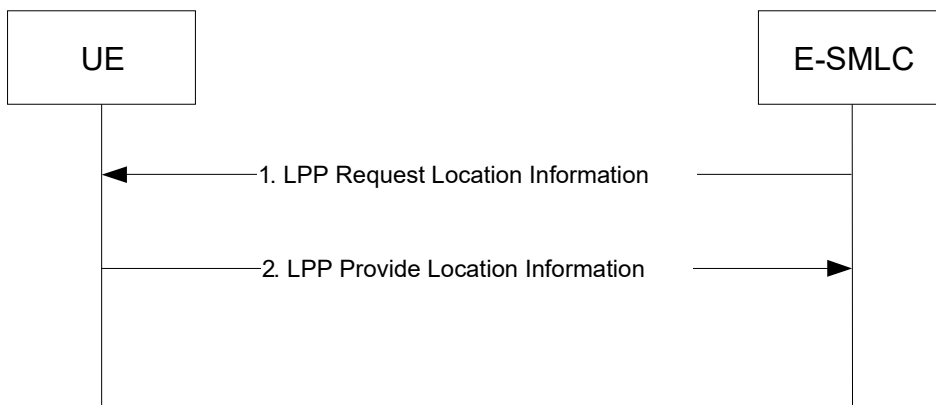 UE
E-SMLC
1. LPP Request Location Information
2. LPP Provide Location Information